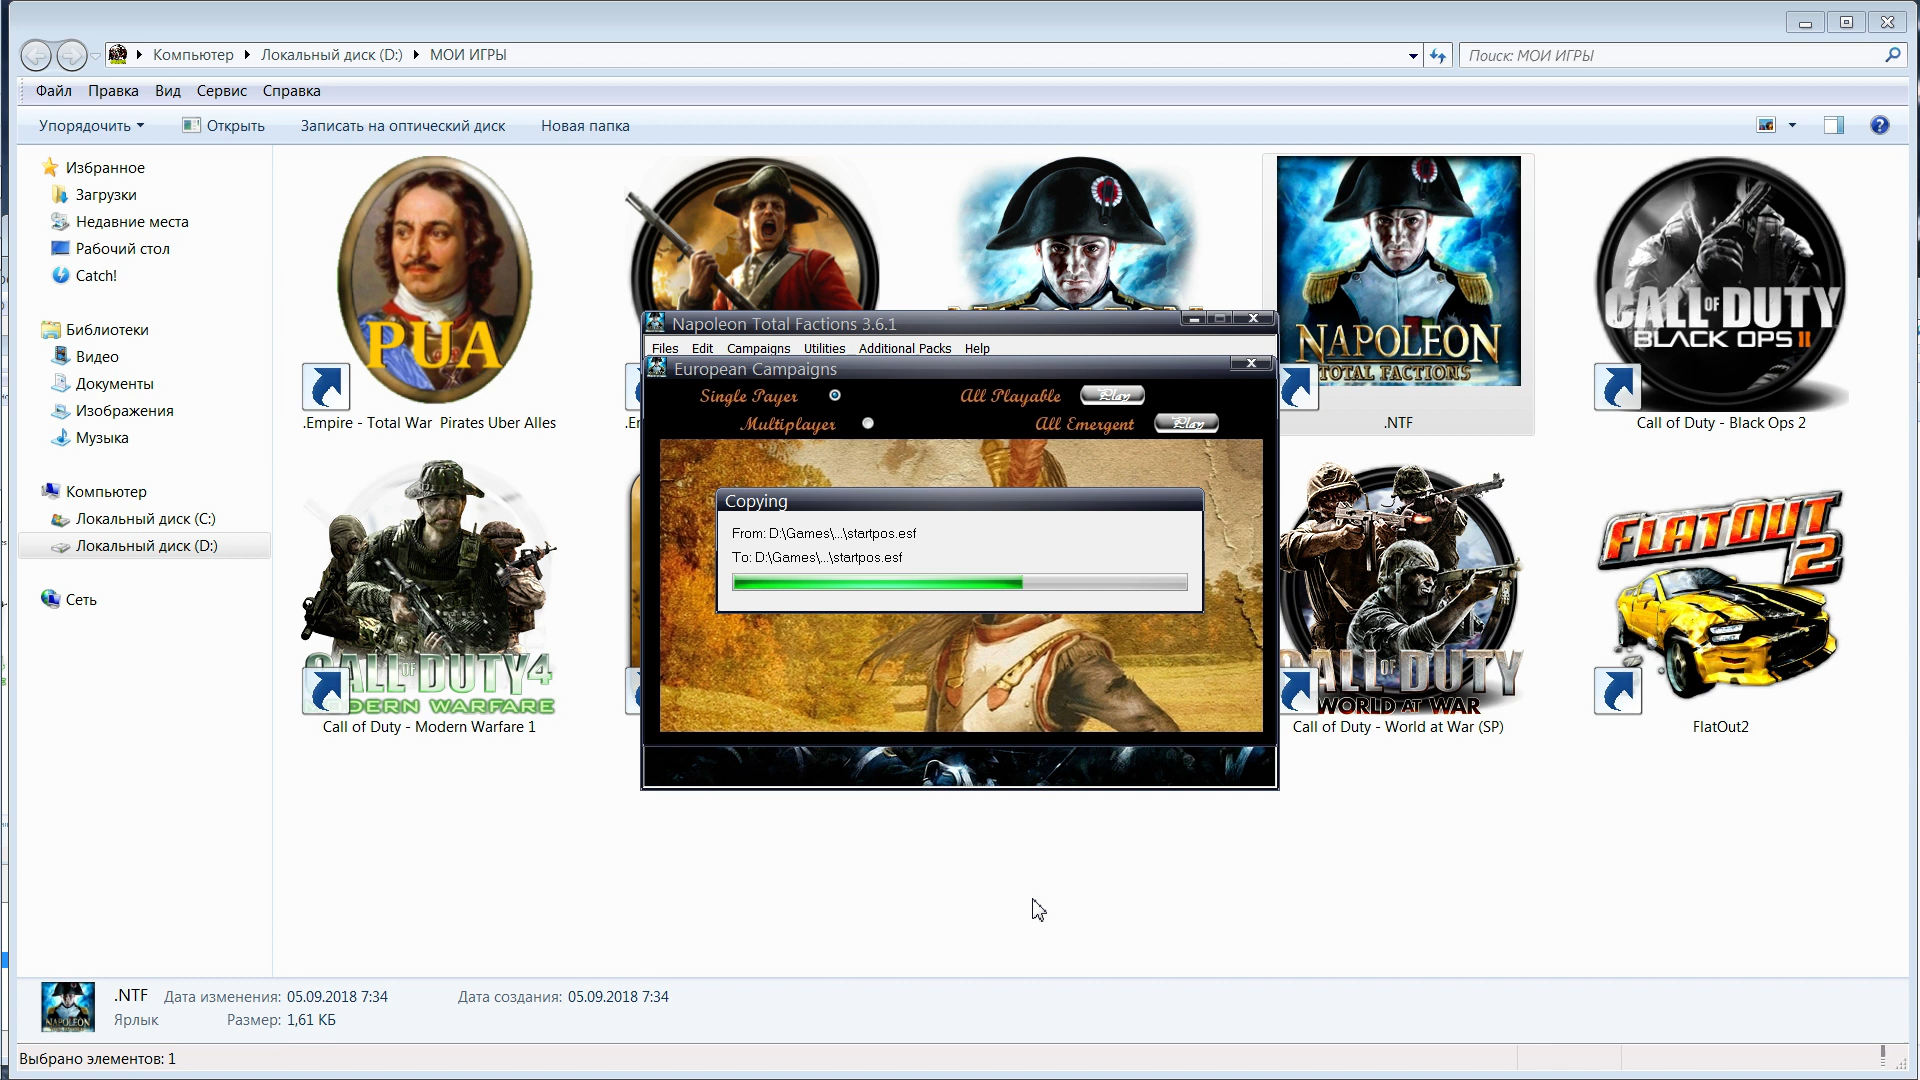 Компьютер
Локальный диск (D:)
МОИ ИГРЫ
Поиск: МОИ ИГРЫ
Файл Правка Вид Сервис Справка
Упорядочить Открыть Записать на оптический диск Новая папка
Избранное
Загрузки
Недавние места
Рабочий стол
Catch!
Библиотеки
Видео
Документы
Изображения
Музыка
Компьютер
Локальный диск (C:)
Локальный диск (D:)
Сеть
PUA
.Empire - Total War Pirates Uber Alles
NAPOLEON
TOTAL FACTIONS
.NTF
CALL OF DUTY
BLACK OPS II
Call of Duty - Black Ops 2
CALL OF DUTY 4
MODERN WARFARE
Call of Duty - Modern Warfare 1
CALL OF DUTY
WORLD AT WAR
Call of Duty - World at War (SP)
FLATOUT
2
FlatOut2
Napoleon Total Factions 3.6.1
Files Edit Campaigns Utilities Additional Packs Help
European Campaigns
Single Payer All Playable Play
Multiplayer All Emergent Play
Copying
From: D:\Games\...\startpos.esf
To: D:\Games\...\startpos.esf
NAPOLEON
.NTF Дата изменения: 05.09.2018 7:34 Дата создания: 05.09.2018 7:34
Ярлык Размер: 1,61 КБ
Выбрано элементов: 1